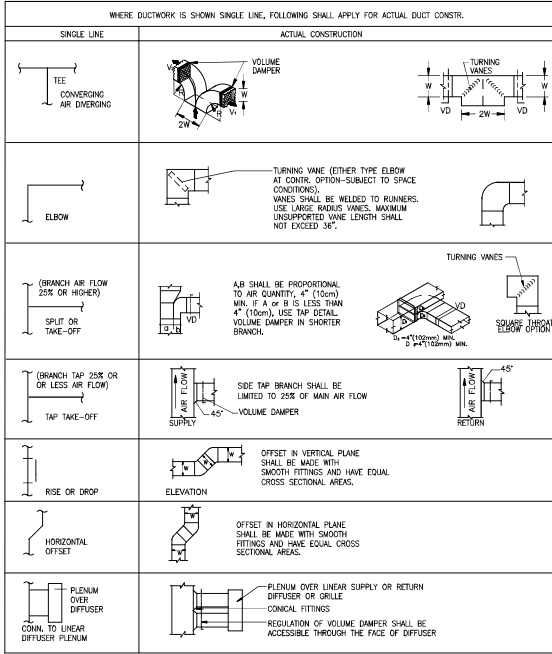 WHERE DUCTWORK IS SHOWN SINGLE LINE, FOLLOWING SHALL APPLY FOR ACTUAL DUCT CONSTR.
SINGLE LINE
ACTUAL CONSTRUCTION
TEE
CONVERGING
AIR DIVERGING
VOLUME
DAMPER
W
R
R
V₁
2W
TURNING
VANES
W
W
VD
2W
VD
ELBOW
TURNING VANE (EITHER TYPE ELBOW
AT CONTR. OPTION-SUBJECT TO SPACE
CONDITIONS).
VANES SHALL BE WELDED TO RUNNERS.
USE LARGE RADIUS VANES. MAXIMUM
UNSUPPORTED VANE LENGTH SHALL
NOT EXCEED 36".
(BRANCH AIR FLOW
25% OR HIGHER)
SPLIT OR
TAKE-OFF
VD
a b
A,B SHALL BE PROPORTIONAL
TO AIR QUANTITY, 4" (10cm)
MIN. IF A or B IS LESS THAN
4" (10cm), USE TAP DETAIL.
VOLUME DAMPER IN SHORTER
BRANCH.
VD
=4"(102mm) MIN.
=4"(102mm) MIN.
TURNING VANES
SQUARE THROAT
ELBOW OPTION
(BRANCH TAP 25% OR
OR LESS AIR FLOW)
TAP TAKE-OFF
AIR FLOW
SUPPLY
45°
SIDE TAP BRANCH SHALL BE
LIMITED TO 25% OF MAIN AIR FLOW
VOLUME DAMPER
AIR FLOW
RETURN
45°
RISE OR DROP
W
W
W
ELEVATION
OFFSET IN VERTICAL PLANE
SHALL BE MADE WITH
SMOOTH FITTINGS AND HAVE EQUAL
CROSS SECTIONAL AREAS.
HORIZONTAL
OFFSET
W
W
W
OFFSET IN HORIZONTAL PLANE
SHALL BE MADE WITH SMOOTH
FITTINGS AND HAVE EQUAL CROSS
SECTIONAL AREAS.
PLENUM
OVER
DIFFUSER
CONN. TO LINEAR
DIFFUSER PLENUM
PLENUM OVER LINEAR SUPPLY OR RETURN
DIFFUSER OR GRILLE
CONICAL FITTINGS
REGULATION OF VOLUME DAMPER SHALL BE
ACCESSIBLE THROUGH THE FACE OF DIFFUSER